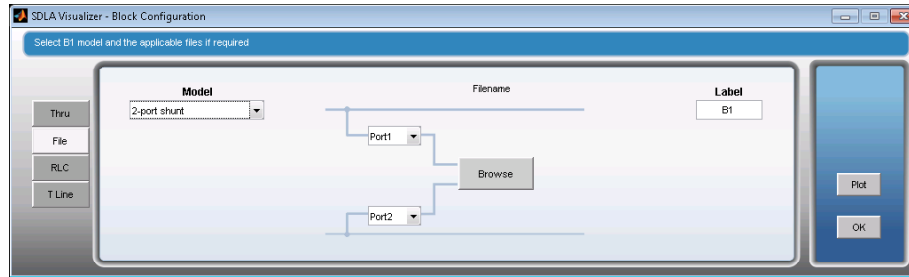 SDLA Visualizer - Block Configuration
Select B1 model and the applicable files if required
Thru
File
RLC
T Line
Model
2-port shunt
Filename
Port1
Browse
Port2
Label
B1
Plot
OK